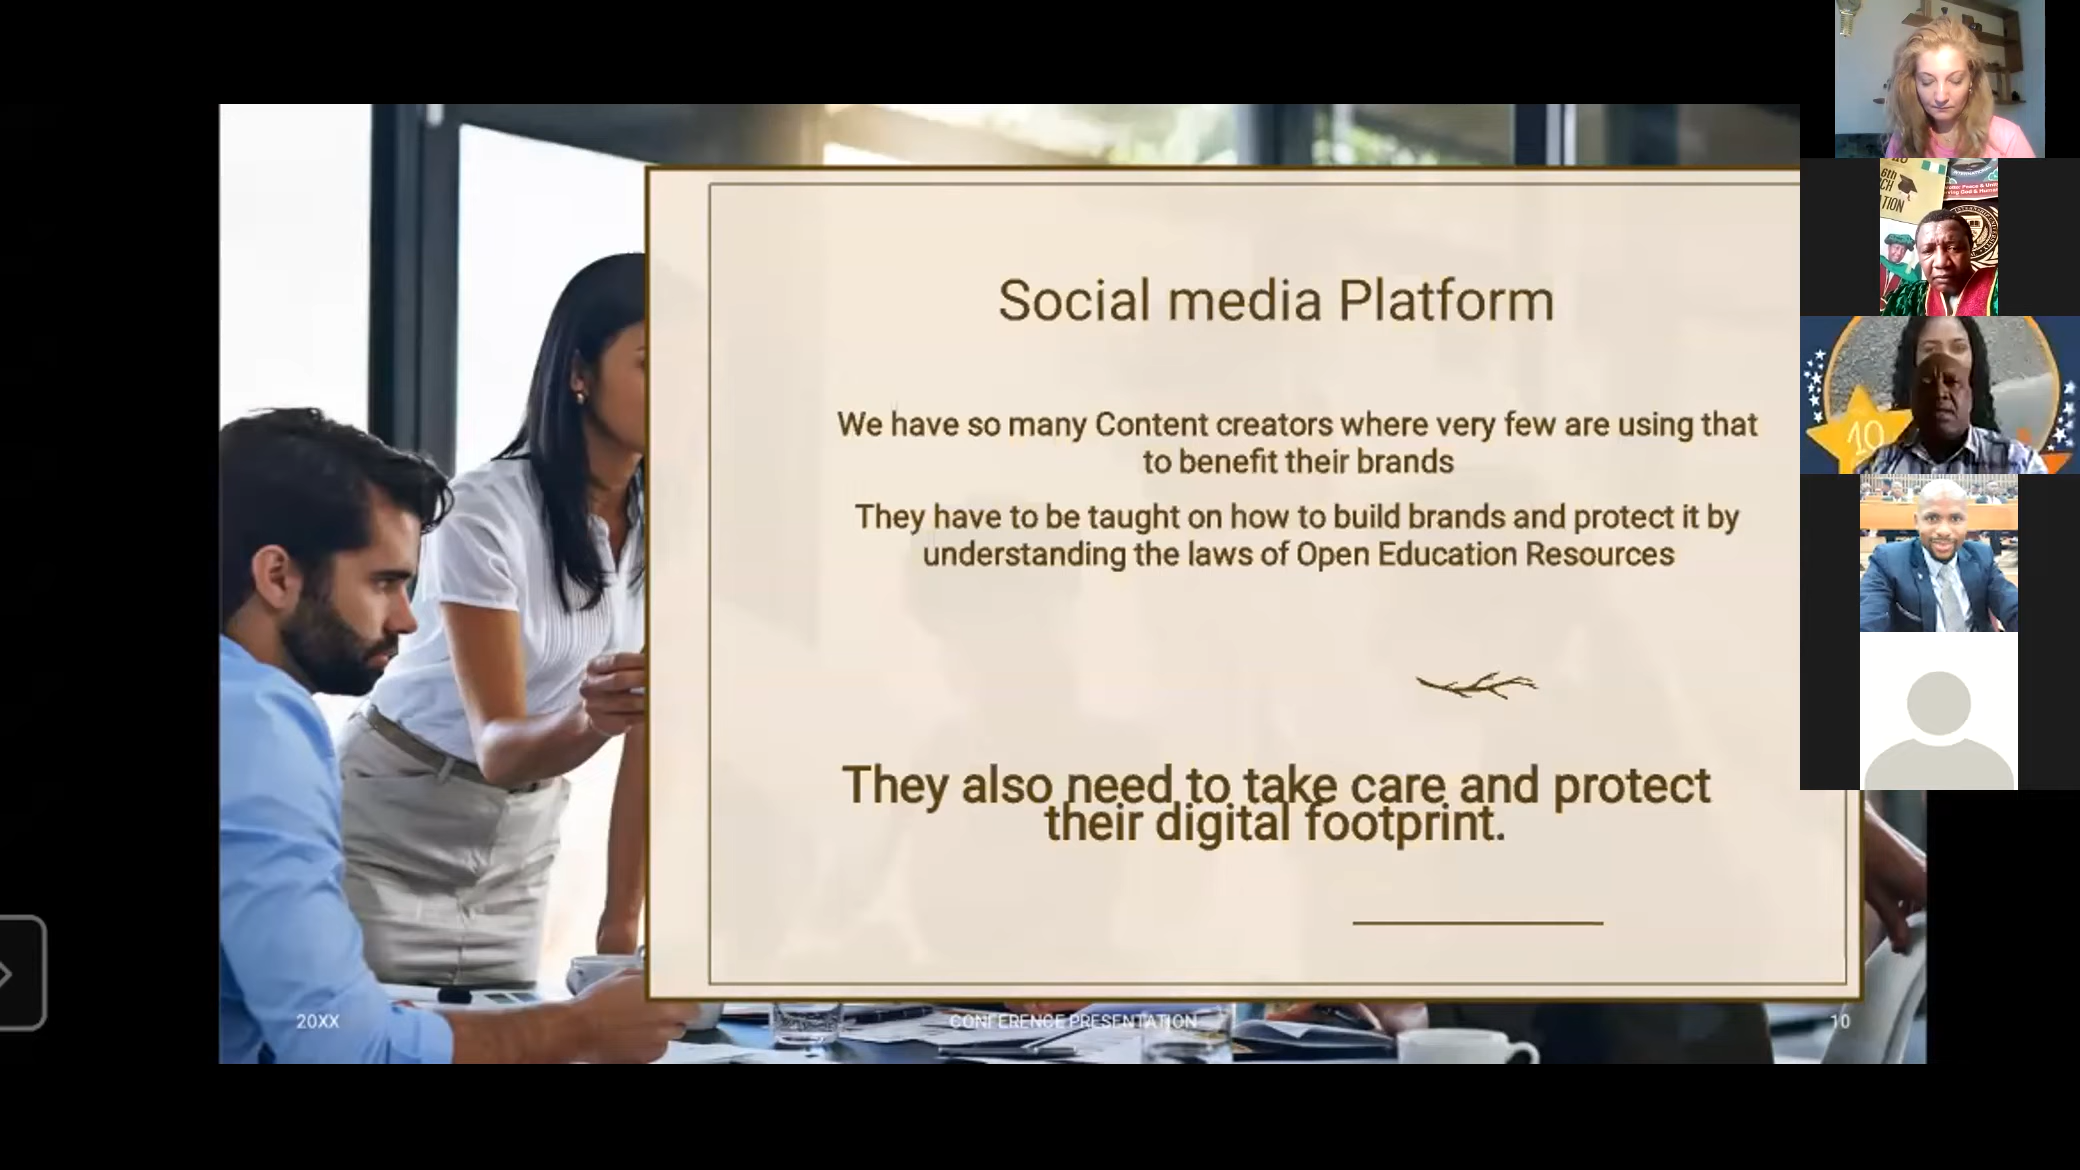 Social media Platform
We have so many Content creators where very few are using that
to benefit their brands
They have to be taught on how to build brands and protect it by
understanding the laws of Open Education Resources
They also need to take care and protect
their digital footprint.
20XX
CONFERENCE PRESENTATION
10
6th
10